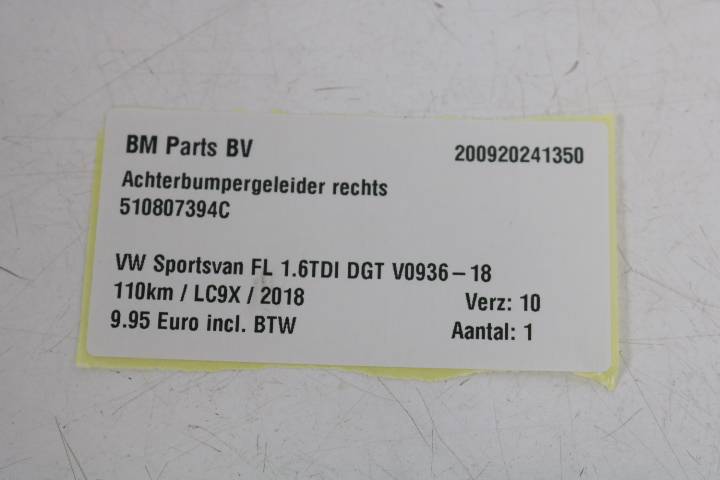 BM Parts BV 200920241350
Achterbumpergeleider rechts
510807394C
VW Sportsvan FL 1.6TDI DGT V0936-18
110km / LC9X / 2018 Verz: 10
9.95 Euro incl. BTW Aantal: 1